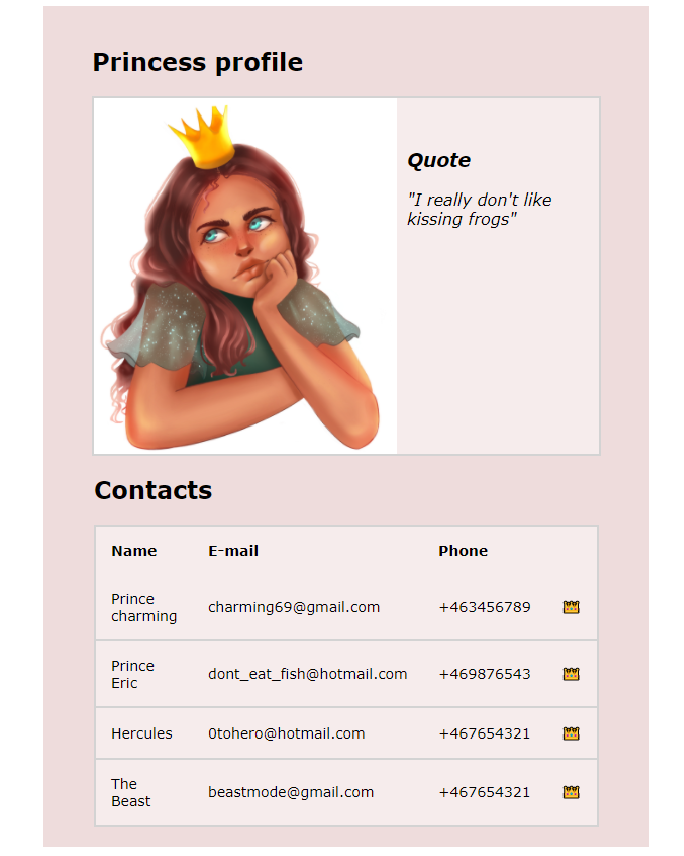 Princess profile
Quote
"I really don't like
kissing frogs"
Contacts
Name E-mail Phone
Prince
charming charming69@gmail.com +463456789
Prince
Eric dont_eat_fish@hotmail.com +469876543
Hercules 0tohero@hotmail.com +467654321
The
Beast beastmode@gmail.com +467654321